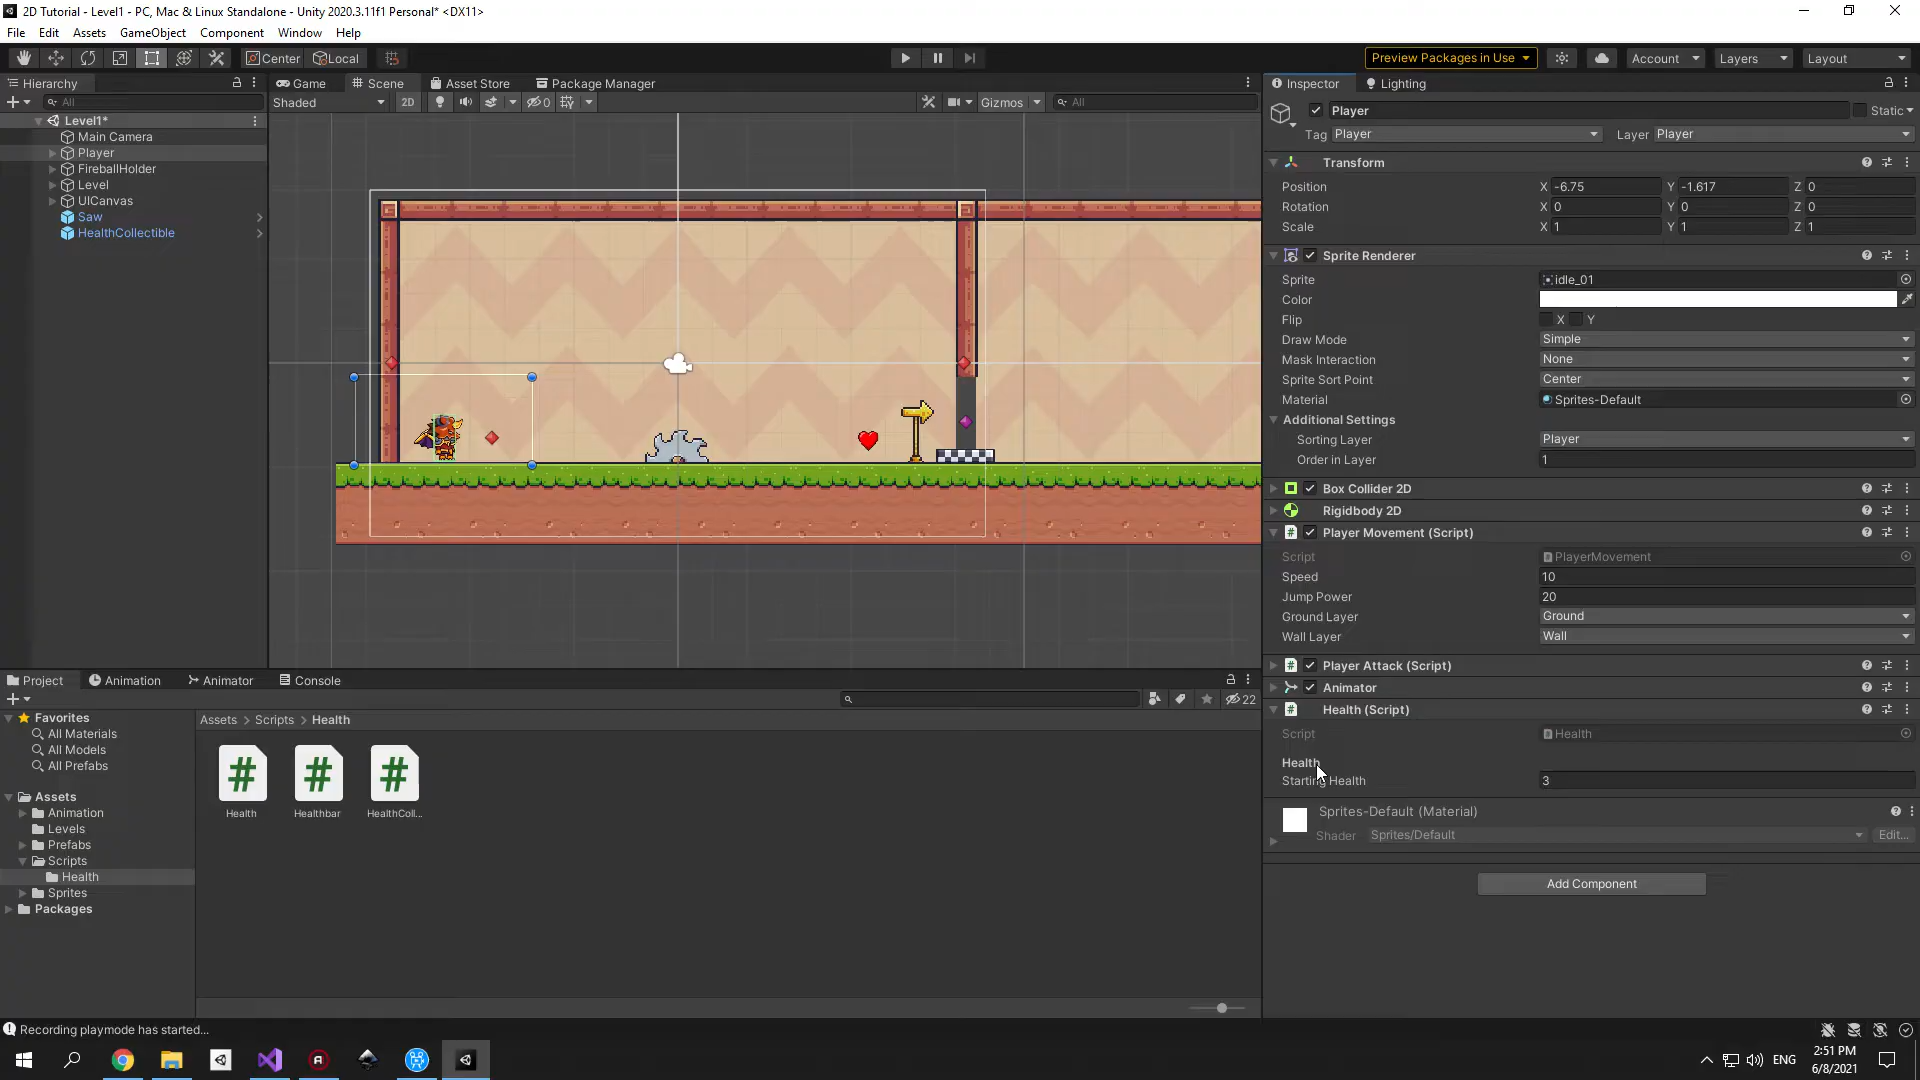 2D Tutorial - Level1 - PC, Mac & Linux Standalone - Unity 2020.3.11f1 Personal* <DX11>
File Edit Assets GameObject Component Window Help
Center Local Preview Packages in Use Account Layers Layout
Hierarchy
All
Level1*
Main Camera
Player
FireballHolder
Level
UICanvas
Saw
HealthCollectible
Game Scene Asset Store Package Manager
Shaded 2D 0 Gizmos All
Inspector Lighting
Player Static
Tag Player Layer Player
Transform
Position X -6.75 Y -1.617 Z 0
Rotation X 0 Y 0 Z 0
Scale X 1 Y 1 Z 1
Sprite Renderer
Sprite idle_01
Color
Flip X Y
Draw Mode Simple
Mask Interaction None
Sprite Sort Point Center
Material Sprites-Default
Additional Settings
Sorting Layer Player
Order in Layer 1
Box Collider 2D
Rigidbody 2D
Player Movement (Script)
Script PlayerMovement
Speed 10
Jump Power 20
Ground Layer Ground
Wall Layer Wall
Player Attack (Script)
Animator
Health (Script)
Script Health
Health
Starting Health 3
Sprites-Default (Material)
Shader Sprites/Default Edit...
Add Component
Project Animation Animator Console
22
Favorites
All Materials
All Models
All Prefabs
Assets
Animation
Levels
Prefabs
Scripts
Health
Sprites
Packages
Assets > Scripts > Health
Health Healthbar HealthColl...
Recording playmode has started...
ENG
2:51 PM
6/8/2021